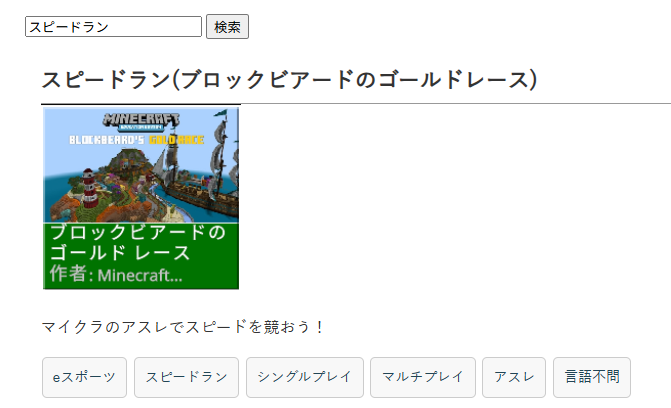 スピードラン
検索
スピードラン(ブロックビアードのゴールドレース)
MINECRAFT
BLOCKBEARD'S GOLD RACE
ブロックビアードの
ゴールド レース
作者: Minecraft...
マイクラのアスレでスピードを競おう！
eスポーツ
スピードラン
シングルプレイ
マルチプレイ
アスレ
言語不問